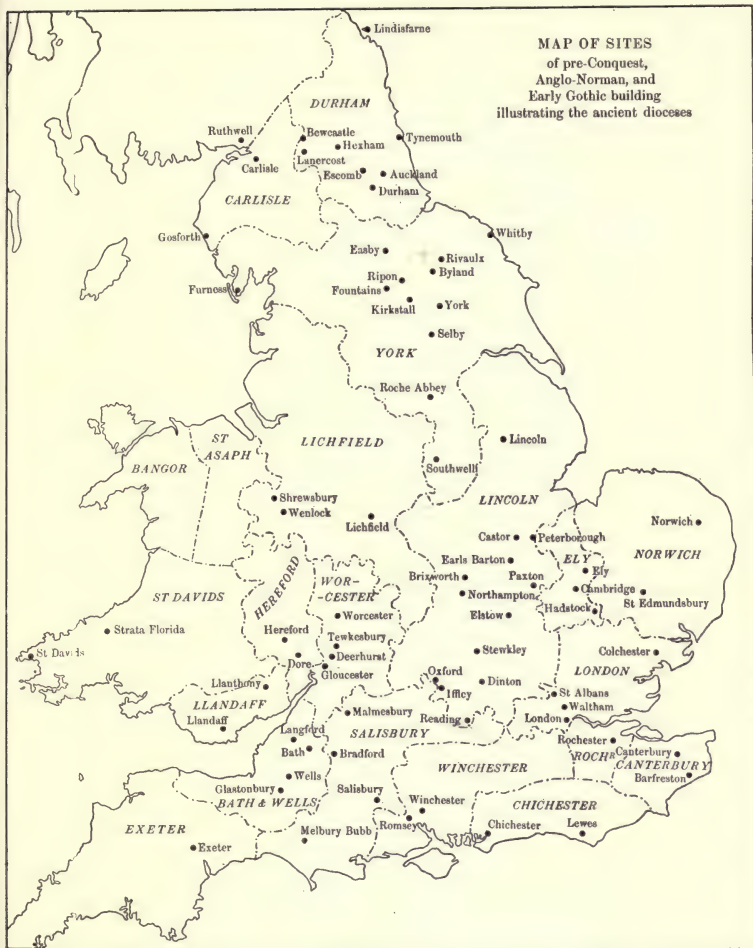 MAP OF SITES
of pre-Conquest,
Anglo-Norman, and
Early Gothic building
illustrating the ancient dioceses
Lindisfarne
DURHAM
Ruthwell
Bewcastle
Hexham
Tynemouth
Lanercost
Carlisle
Escomb
Auckland
Durham
CARLISLE
Gosforth
Whitby
Easby
Rivaulx
Byland
Ripon
Furness
Fountains
Kirkstall
York
Selby
YORK
Roche Abbey
ST
ASAPH
LICHFIELD
Lincoln
BANGOR
Southwell
Shrewsbury
LINCOLN
Wenlock
Lichfield
Norwich
Castor
Peterborough
Earls Barton
ELY
Ely
NORWICH
Brixworth
Paxton
HEREFORD
WOR-
CESTER
Cambridge
Northampton
St Edmundsbury
ST DAVIDS
Hadstock
Worcester
Elstow
Strata Florida
Hereford
Tewkesbury
St Davids
Dore
Deerhurst
Stewkley
Colchester
Gloucester
LONDON
Llanthony
Oxford
Iffley
Dinton
St Albans
LLANDAFF
Waltham
Llandaff
Malmesbury
Reading
London
Langford
SALISBURY
Rochester
Bath
Bradford
ROCHR
Canterbury
WINCHESTER
CANTERBURY
Wells
Barfreston
Glastonbury
BATH & WELLS
Salisbury
Winchester
CHICHESTER
EXETER
Romsey
Exeter
Melbury Bubb
Chichester
Lewes